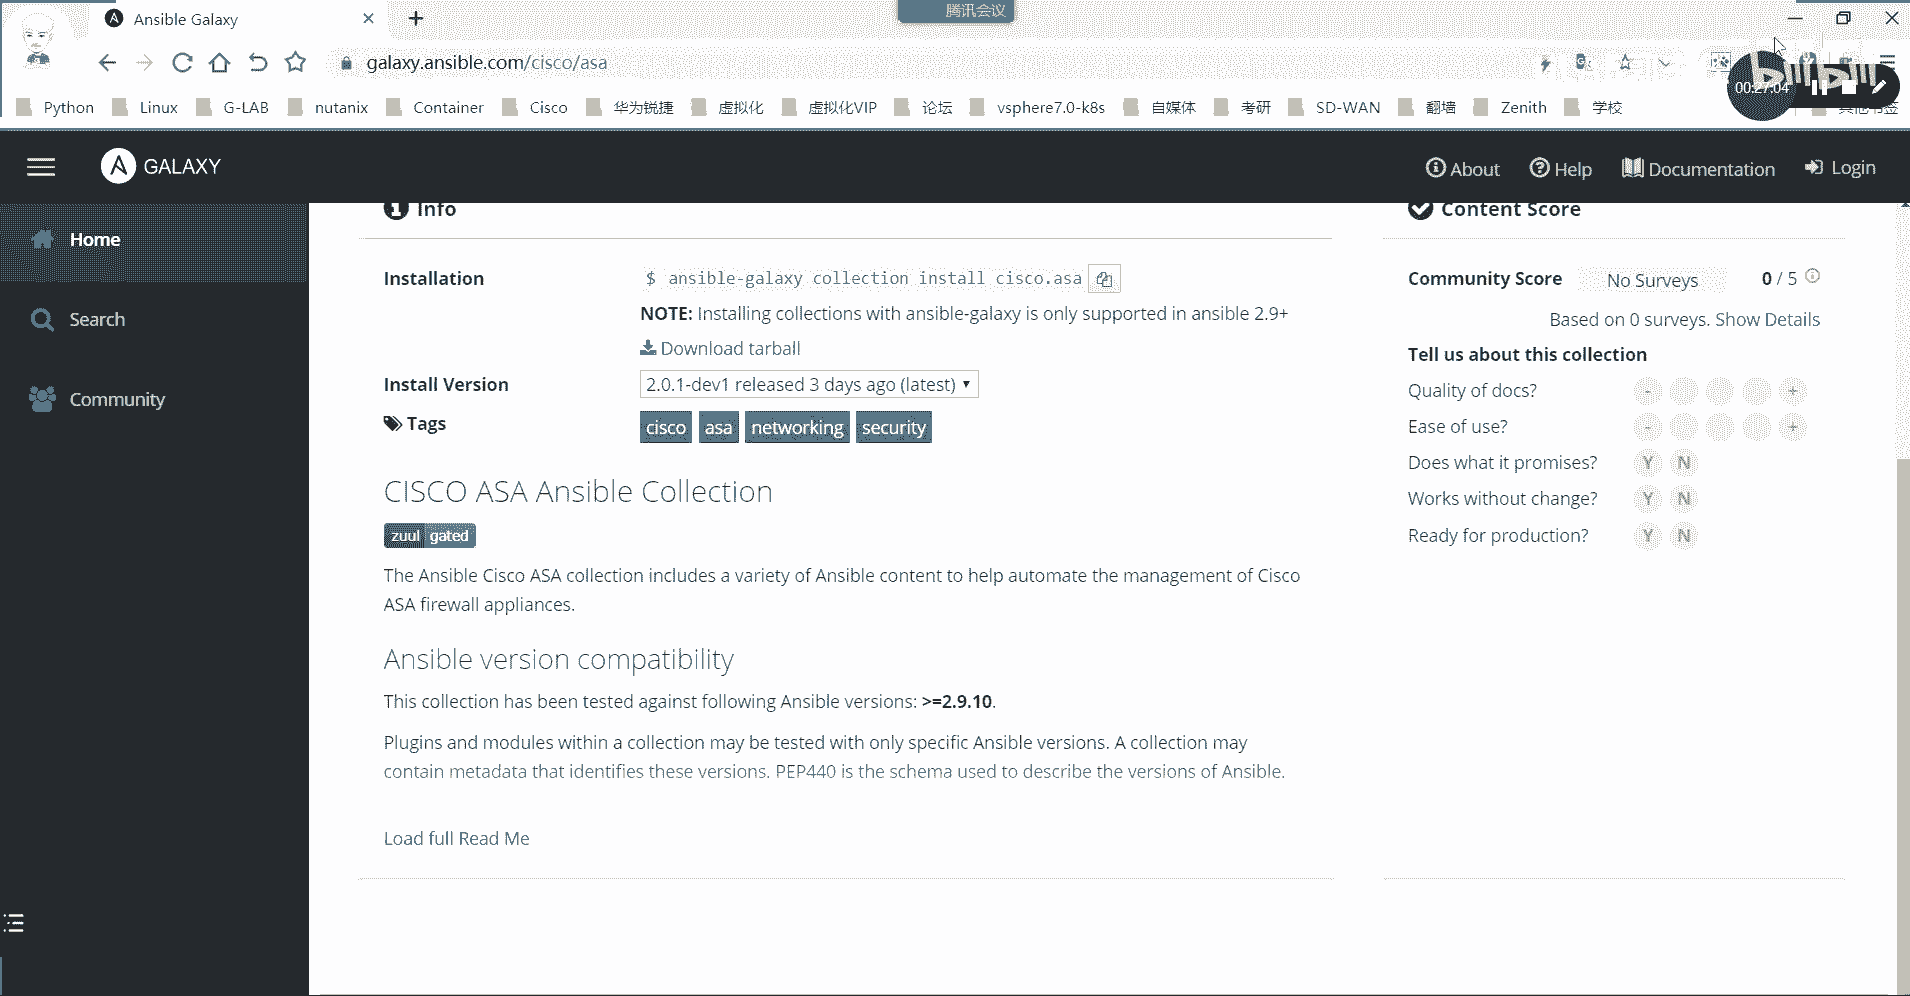 腾讯会议
Ansible Galaxy
galaxy.ansible.com/cisco/asa
bilibili
00:27:04
Python Linux G-LAB nutanix Container Cisco 华为锐捷 虚拟化 虚拟化VIP 论坛 vsphere7.0-k8s 自媒体 考研 SD-WAN 翻墙 Zenith 学校 其他书签
GALAXY
About Help Documentation Login
Home
Search
Community
Info
Installation $ ansible-galaxy collection install cisco.asa
NOTE: Installing collections with ansible-galaxy is only supported in ansible 2.9+
Download tarball
Install Version 2.0.1-dev1 released 3 days ago (latest)
Tags cisco asa networking security
CISCO ASA Ansible Collection
zuul gated
The Ansible Cisco ASA collection includes a variety of Ansible content to help automate the management of Cisco
ASA firewall appliances.
Ansible version compatibility
This collection has been tested against following Ansible versions: >=2.9.10.
Plugins and modules within a collection may be tested with only specific Ansible versions. A collection may
contain metadata that identifies these versions. PEP440 is the schema used to describe the versions of Ansible.
Load full Read Me
Content Score
Community Score No Surveys 0 / 5
Based on 0 surveys. Show Details
Tell us about this collection
Quality of docs? - +
Ease of use? - +
Does what it promises? Y N
Works without change? Y N
Ready for production? Y N